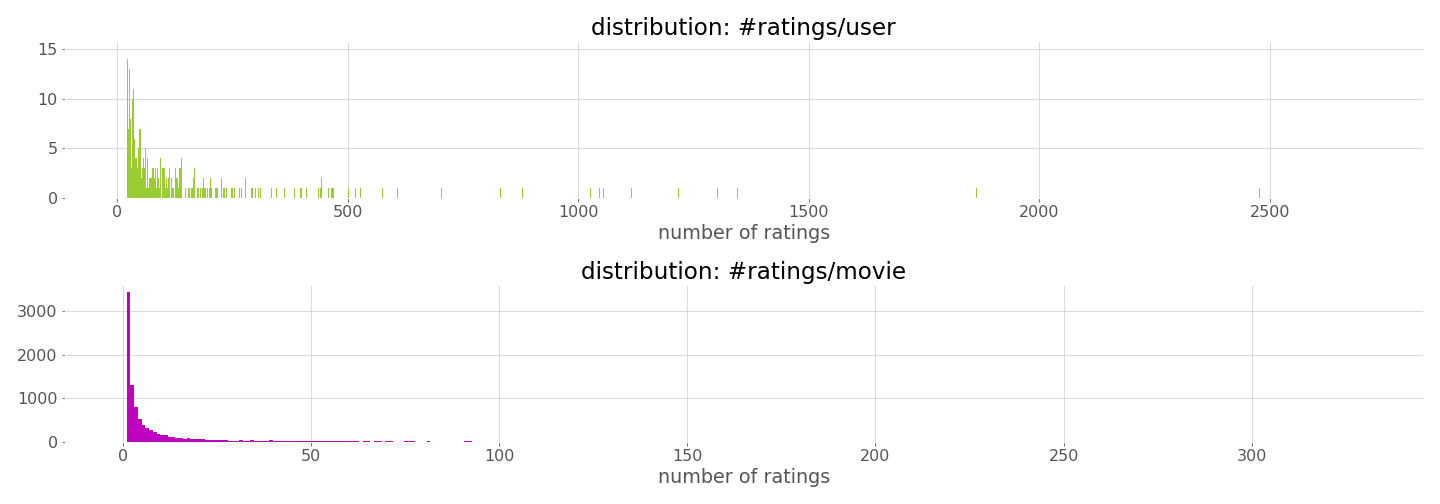 distribution: #ratings/user
15
10
5
0
0 500 1000 1500 2000 2500
number of ratings
distribution: #ratings/movie
3000
2000
1000
0
0 50 100 150 200 250 300
number of ratings